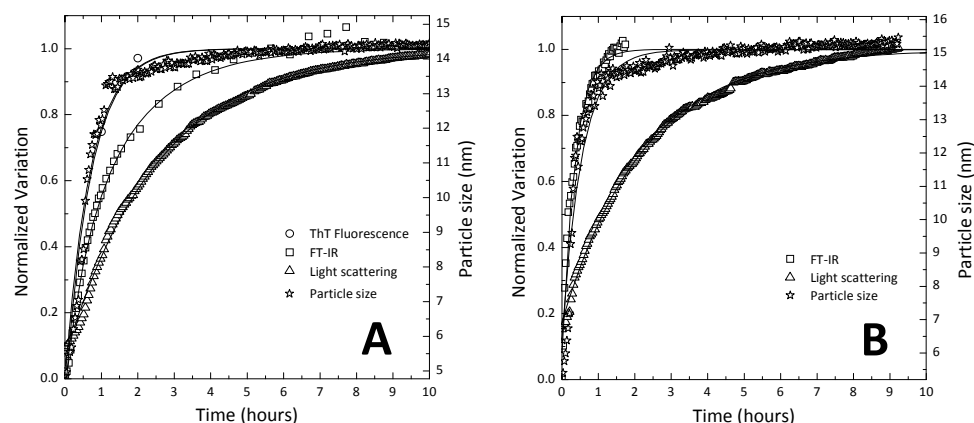 1.0
0.8
0.6
0.4
0.2
0.0
Normalized Variation
15
14
13
12
11
10
9
8
7
6
5
Particle size (nm)
ThT Fluorescence
FT-IR
Light scattering
Particle size
A
0 1 2 3 4 5 6 7 8 9 10
Time (hours)
1.0
0.8
0.6
0.4
0.2
0.0
Normalized Variation
16
15
14
13
12
11
10
9
8
7
6
Particle size (nm)
FT-IR
Light scattering
Particle size
B
0 1 2 3 4 5 6 7 8 9 10
Time (hours)